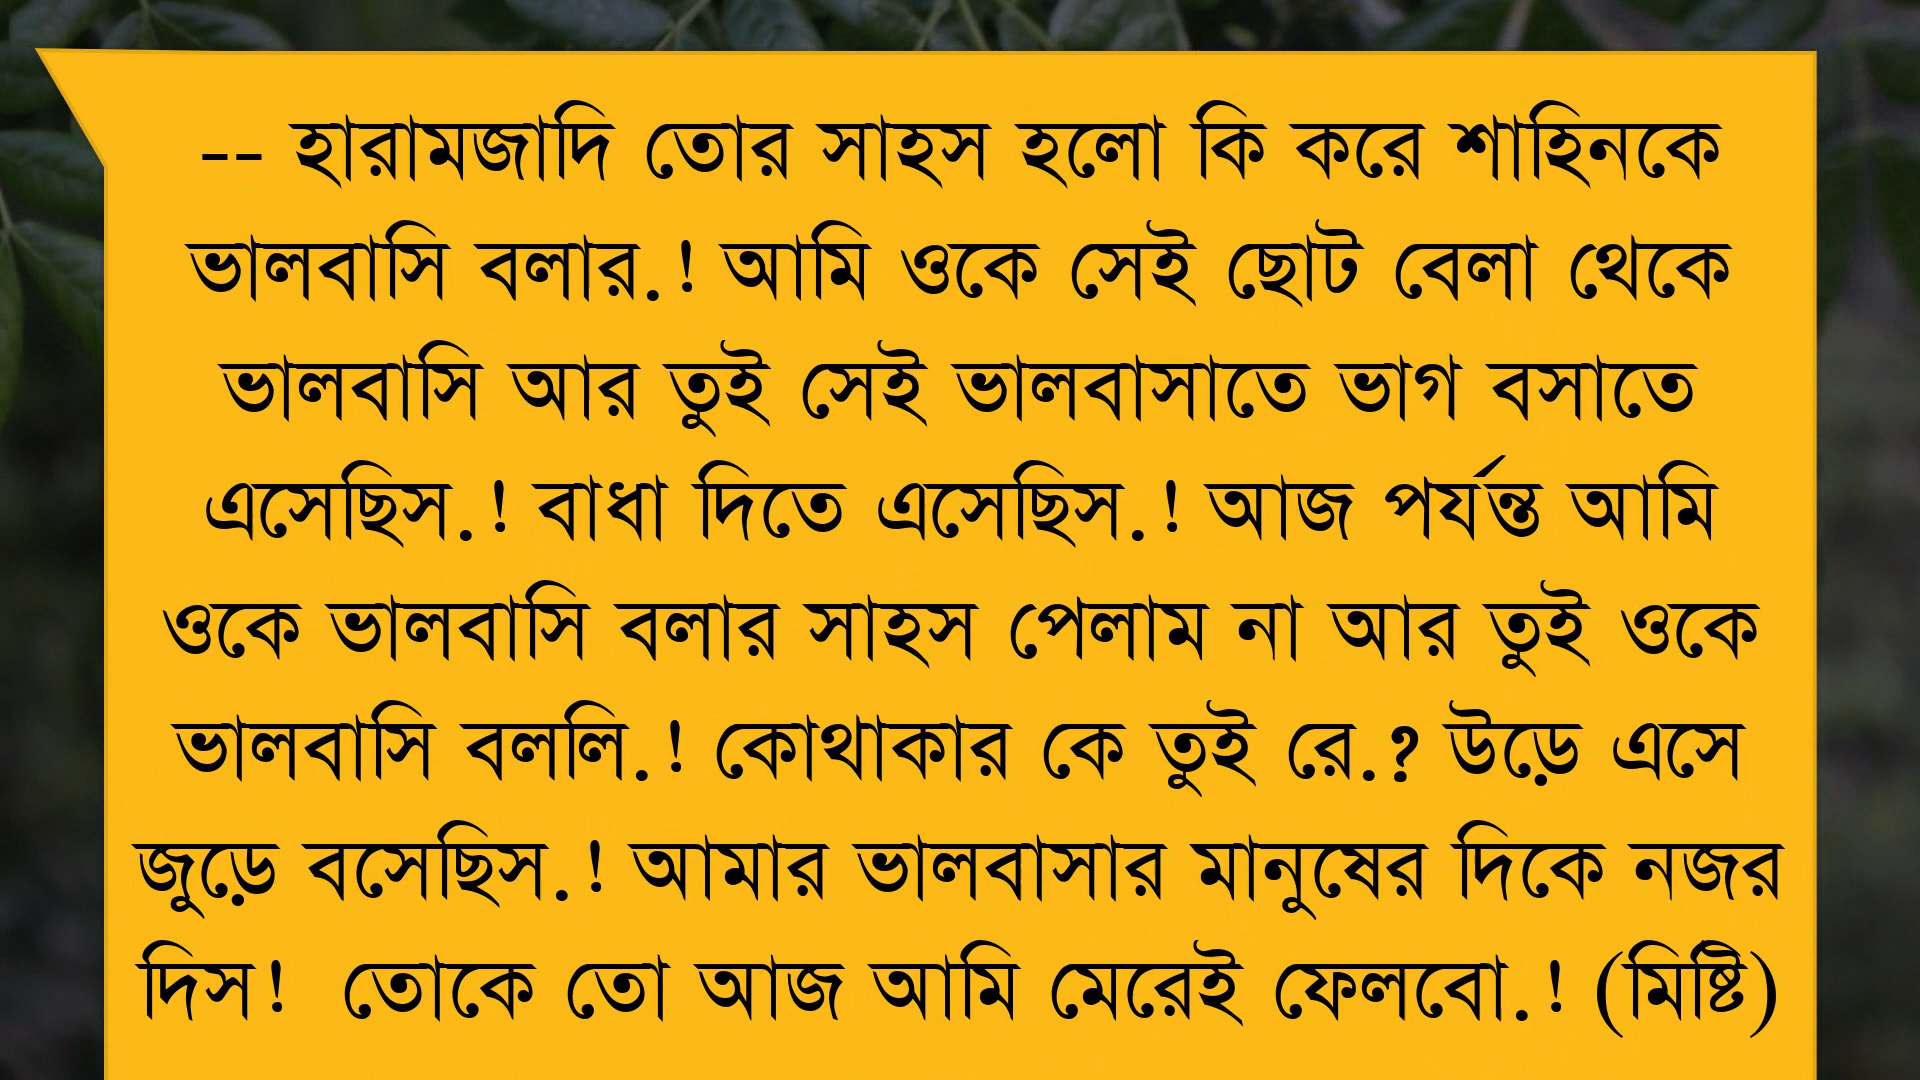 -- হারামজাদি তোর সাহস হলো কি করে শাহিনকে
ভালবাসি বলার.! আমি ওকে সেই ছোট বেলা থেকে
ভালবাসি আর তুই সেই ভালবাসাতে ভাগ বসাতে
এসেছিস.! বাধা দিতে এসেছিস.! আজ পর্যন্ত আমি
ওকে ভালবাসি বলার সাহস পেলাম না আর তুই ওকে
ভালবাসি বললি.! কোথাকার কে তুই রে.? উড়ে এসে
জুড়ে বসেছিস.! আমার ভালবাসার মানুষের দিকে নজর
দিস! তোকে তো আজ আমি মেরেই ফেলবো.! (মিষ্টি)